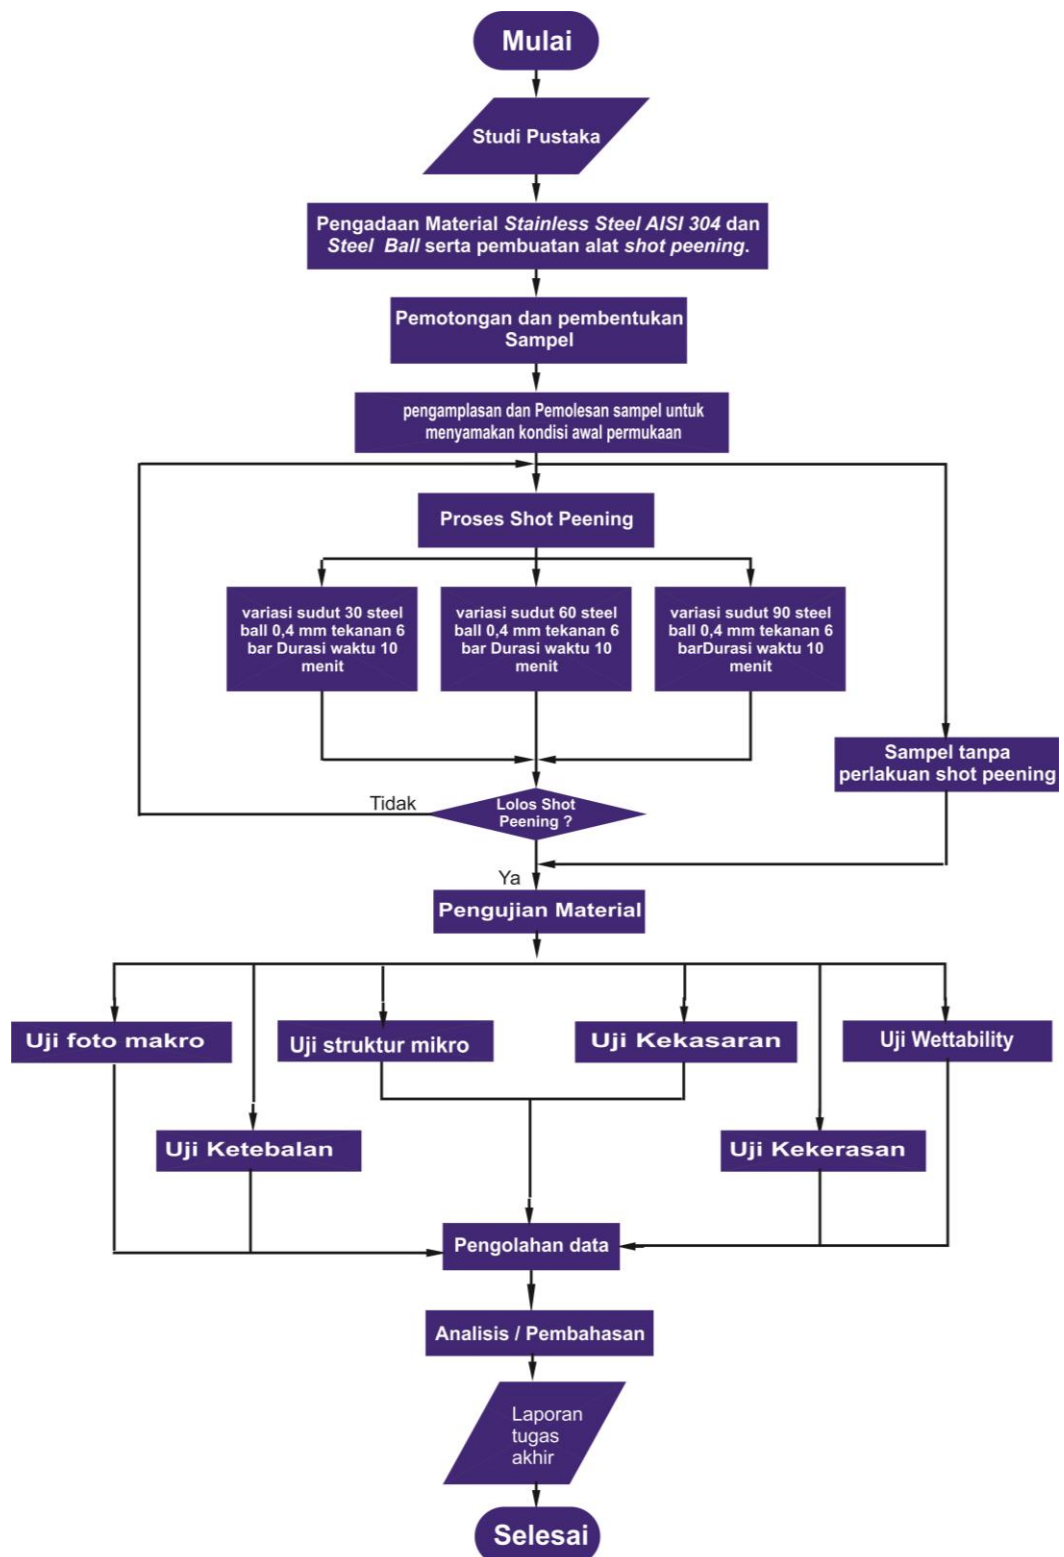 Mulai
Studi Pustaka
Pengadaan Material Stainless Steel AISI 304 dan
Steel Ball serta pembuatan alat shot peening.
Pemotongan dan pembentukan
Sampel
pengamplasan dan Pemolesan sampel untuk
menyamakan kondisi awal permukaan
Proses Shot Peening
variasi sudut 30 steel
ball 0,4 mm tekanan 6
bar Durasi waktu 10
menit
variasi sudut 60 steel
ball 0,4 mm tekanan 6
bar Durasi waktu 10
menit
variasi sudut 90 steel
ball 0,4 mm tekanan 6
barDurasi waktu 10
menit
Sampel tanpa
perlakuan shot peening
Tidak
Lolos Shot
Peening ?
Ya
Pengujian Material
Uji foto makro
Uji struktur mikro
Uji Kekasaran
Uji Wettability
Uji Ketebalan
Uji Kekerasan
Pengolahan data
Analisis / Pembahasan
Laporan
tugas
akhir
Selesai